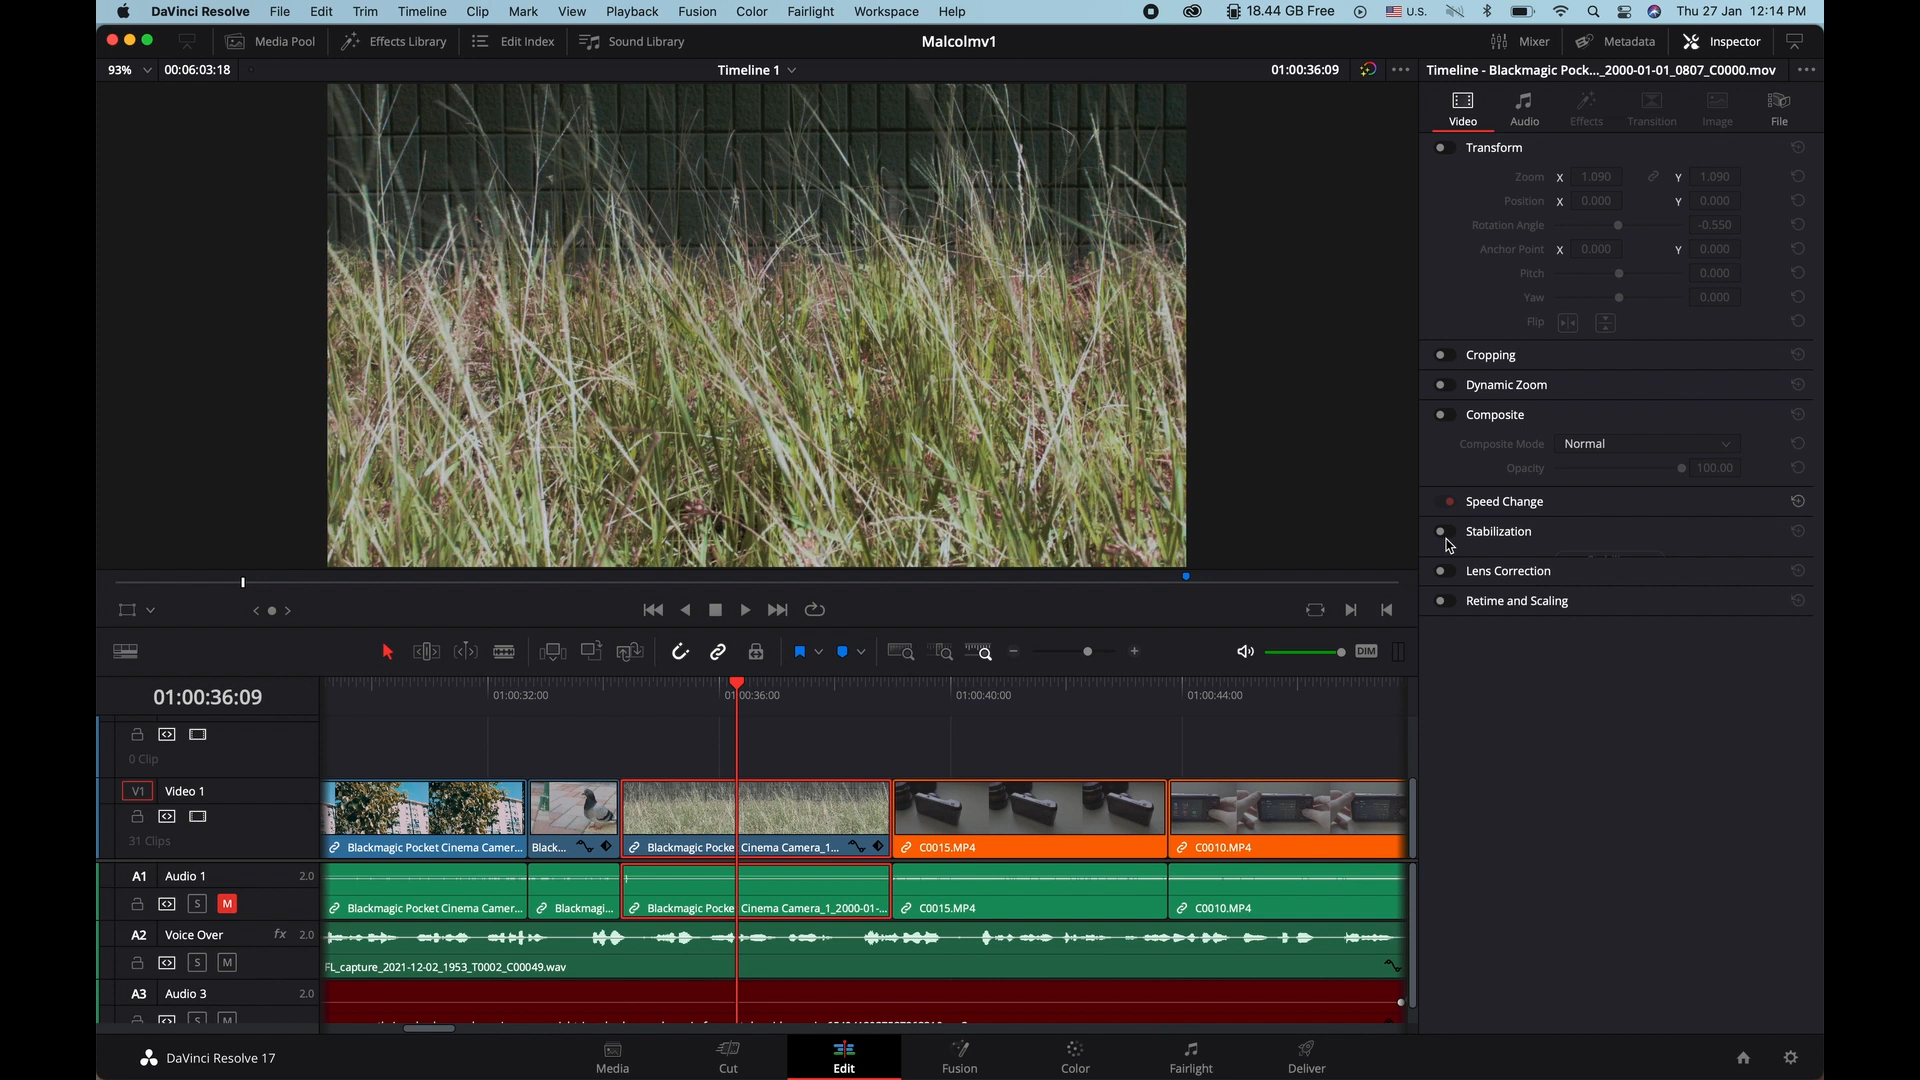 DaVinci Resolve File Edit Trim Timeline Clip Mark View Playback Fusion Color Fairlight Workspace Help 18.44 GB Free U.S. Thu 27 Jan 12:14 PM
Media Pool Effects Library Edit Index Sound Library Malcolmv1 Mixer Metadata Inspector
93% 00:06:03:18 Timeline 1 01:00:36:09 Timeline - Blackmagic Pock..._2000-01-01_0807_C0000.mov
Video Audio Effects Transition Image File
Transform
Zoom X 1.090 Y 1.090
Position X 0.000 Y 0.000
Rotation Angle -0.550
Anchor Point X 0.000 Y 0.000
Pitch 0.000
Yaw 0.000
Flip
Cropping
Dynamic Zoom
Composite
Composite Mode Normal
Opacity 100.00
Speed Change
Stabilization
Lens Correction
Retime and Scaling
DIM
01:00:36:09 01:00:32:00 01:00:36:00 01:00:40:00 01:00:44:00
0 Clip
V1 Video 1
31 Clips
Blackmagic Pocket Cinema Camer... Black... Blackmagic Pocke Cinema Camera_1... C0015.MP4 C0010.MP4
A1 Audio 1 2.0
S M
Blackmagic Pocket Cinema Camer... Blackmagi... Blackmagic Pocke Cinema Camera_1_2000-01-... C0015.MP4 C0010.MP4
A2 Voice Over fx 2.0
S M
FL_capture_2021-12-02_1953_T0002_C00049.wav
A3 Audio 3 2.0
S M
DaVinci Resolve 17 Media Cut Edit Fusion Color Fairlight Deliver